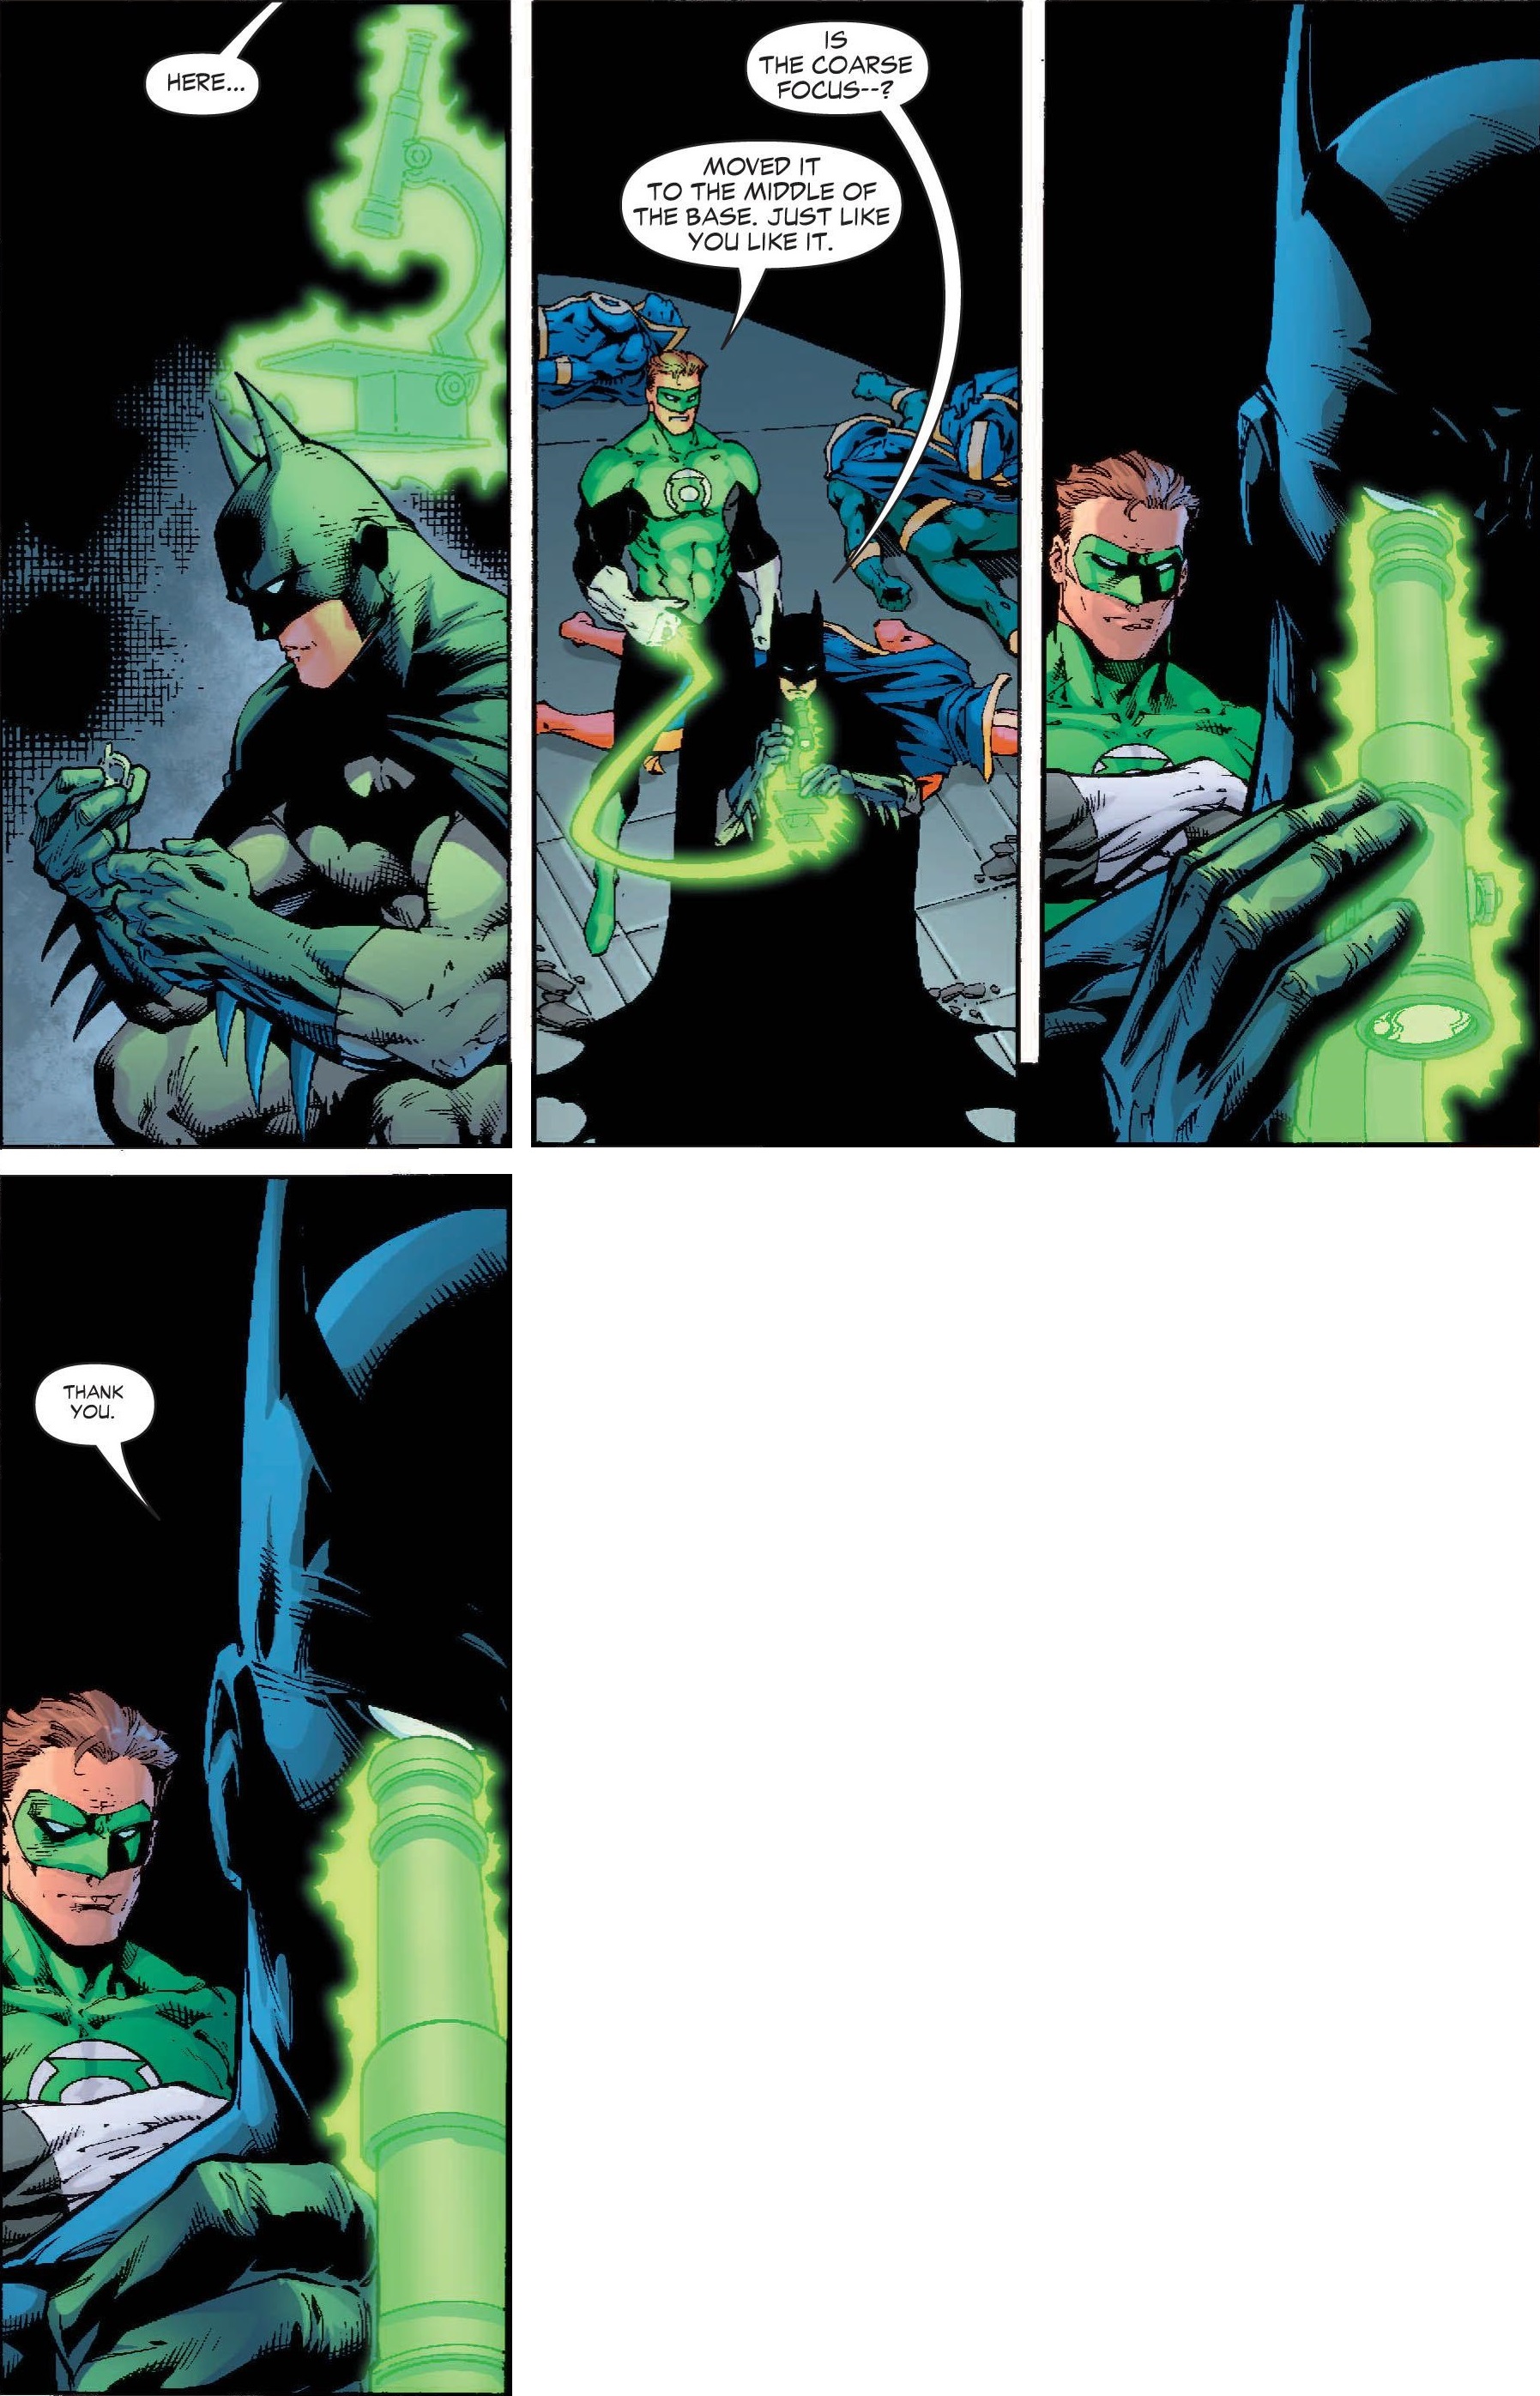 HERE...
IS
THE COARSE
FOCUS--?
MOVED IT
TO THE MIDDLE OF
THE BASE. JUST LIKE
YOU LIKE IT.
THANK
YOU.